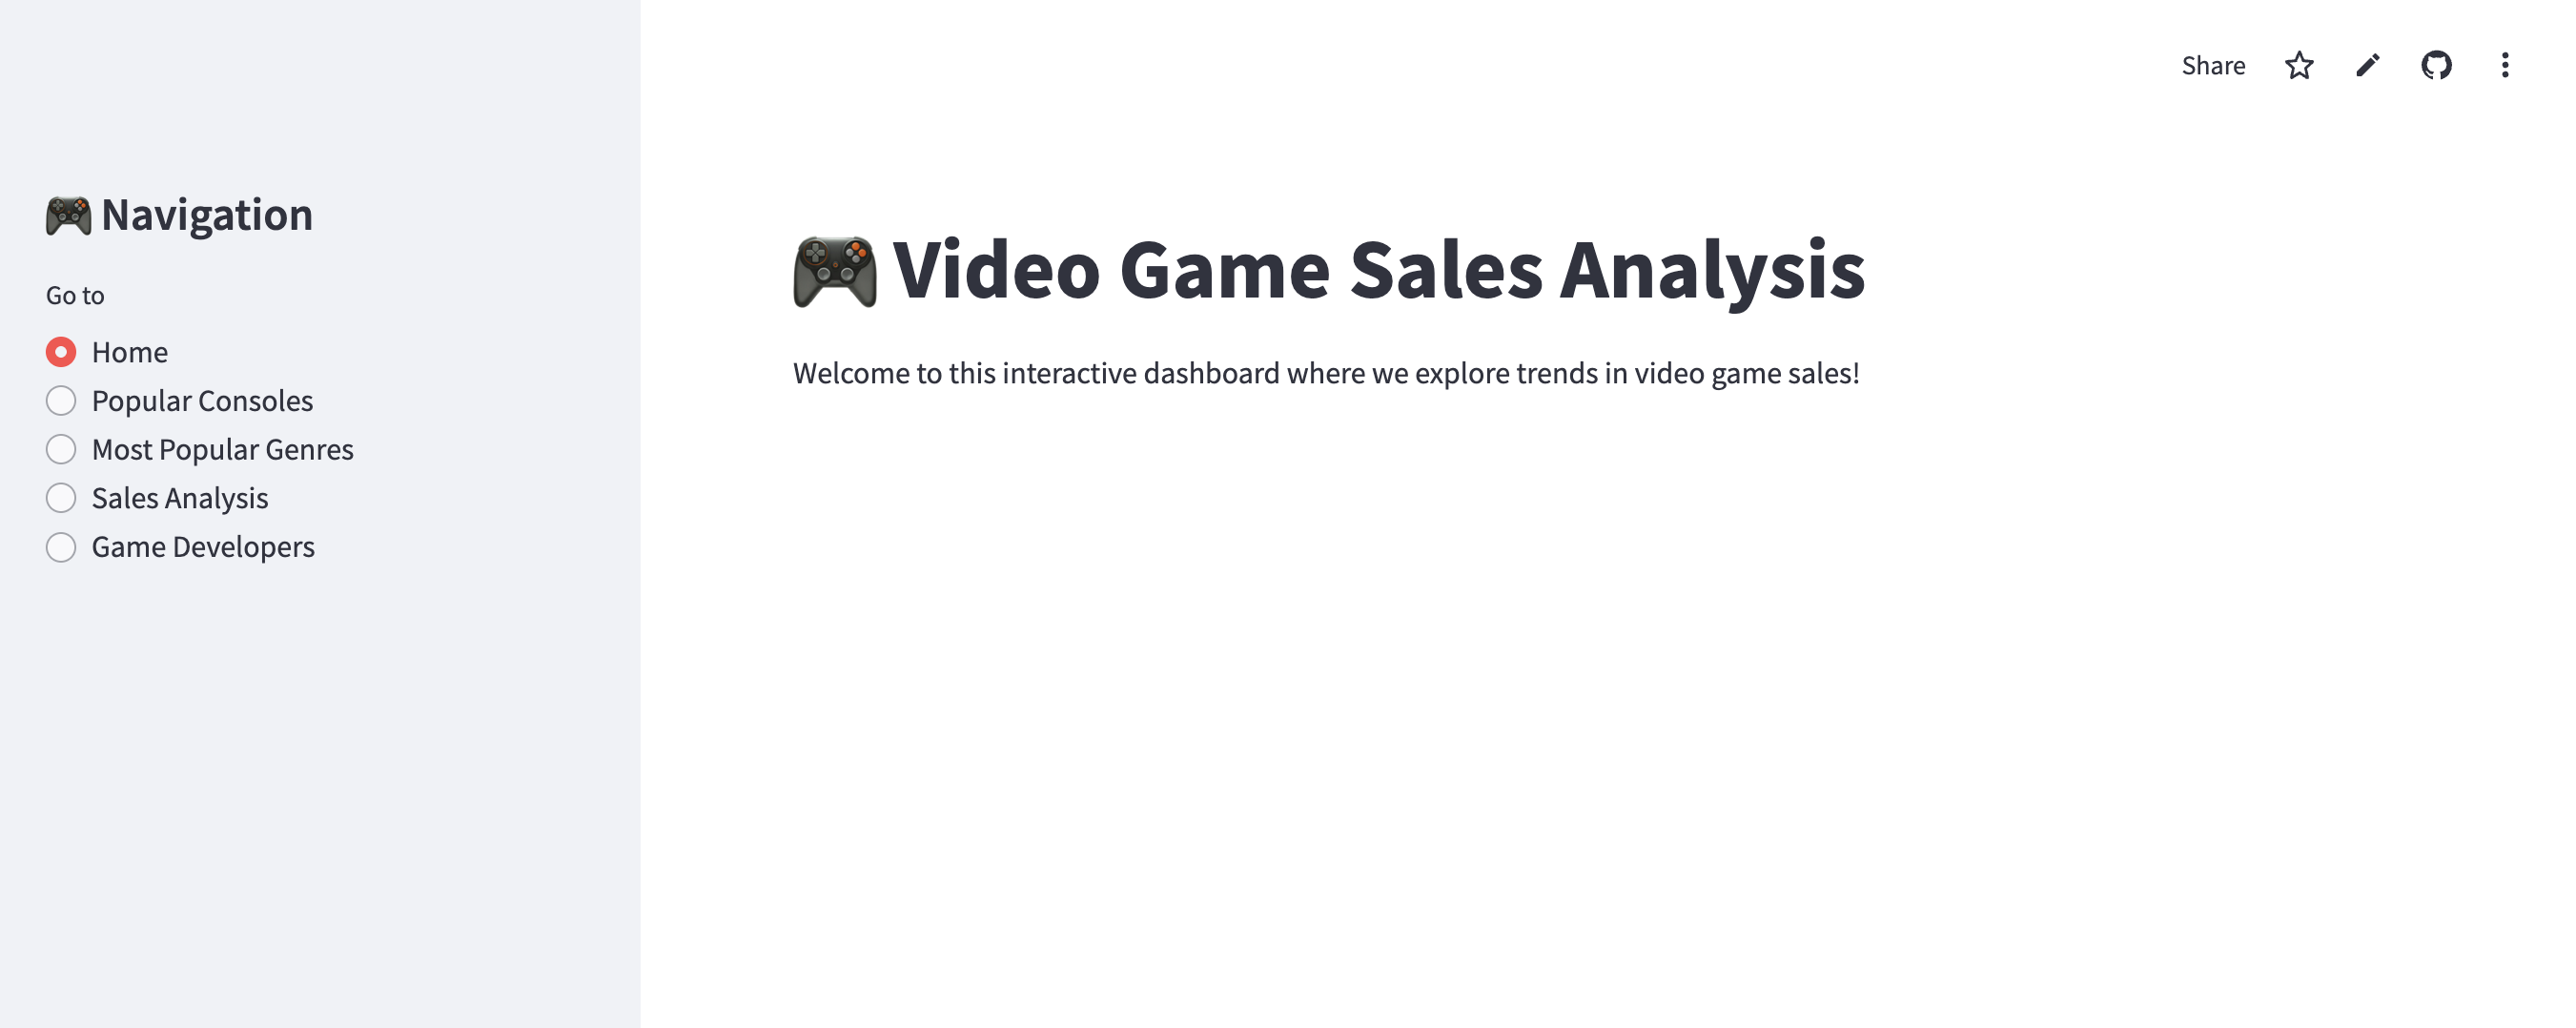 Share
🎮 Navigation
Go to
Home
Popular Consoles
Most Popular Genres
Sales Analysis
Game Developers
🎮 Video Game Sales Analysis
Welcome to this interactive dashboard where we explore trends in video game sales!